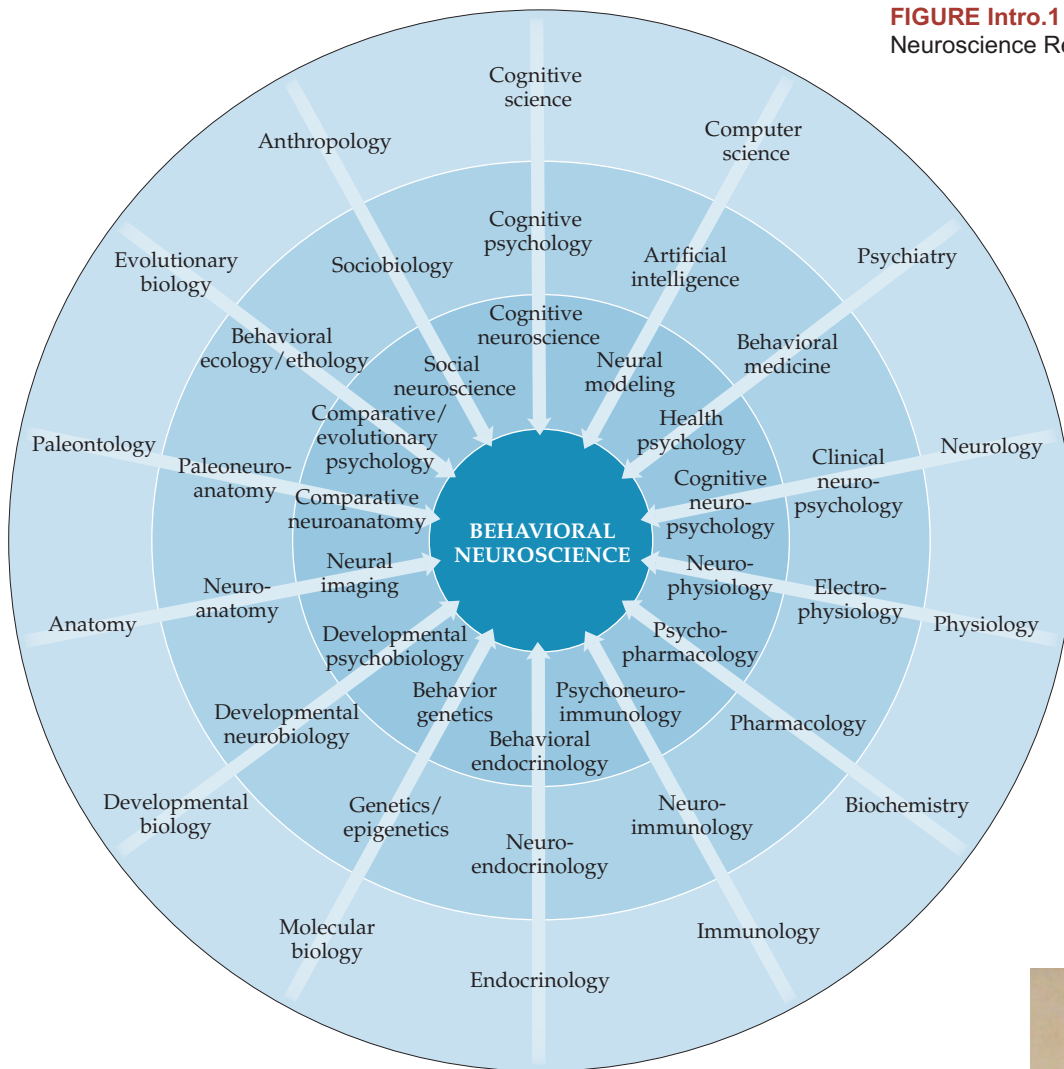 FIGURE Intro.1
Neuroscience Re
Cognitive
science
Anthropology
Computer
science
Cognitive
psychology
Evolutionary
biology
Sociobiology
Artificial
intelligence
Psychiatry
Behavioral
ecology/ethology
Social
neuroscience
Cognitive
neuroscience
Neural
modeling
Behavioral
medicine
Paleontology
Paleoneuro-
anatomy
Comparative/
evolutionary
psychology
Health
psychology
Clinical
neuro-
psychology
Neurology
Comparative
neuroanatomy
Cognitive
neuro-
psychology
BEHAVIORAL
NEUROSCIENCE
Anatomy
Neuro-
anatomy
Neural
imaging
Neuro-
physiology
Electro-
physiology
Physiology
Developmental
psychobiology
Psycho-
pharmacology
Developmental
neurobiology
Behavior
genetics
Psychoneuro-
immunology
Pharmacology
Behavioral
endocrinology
Developmental
biology
Genetics/
epigenetics
Neuro-
endocrinology
Neuro-
immunology
Biochemistry
Molecular
biology
Endocrinology
Immunology